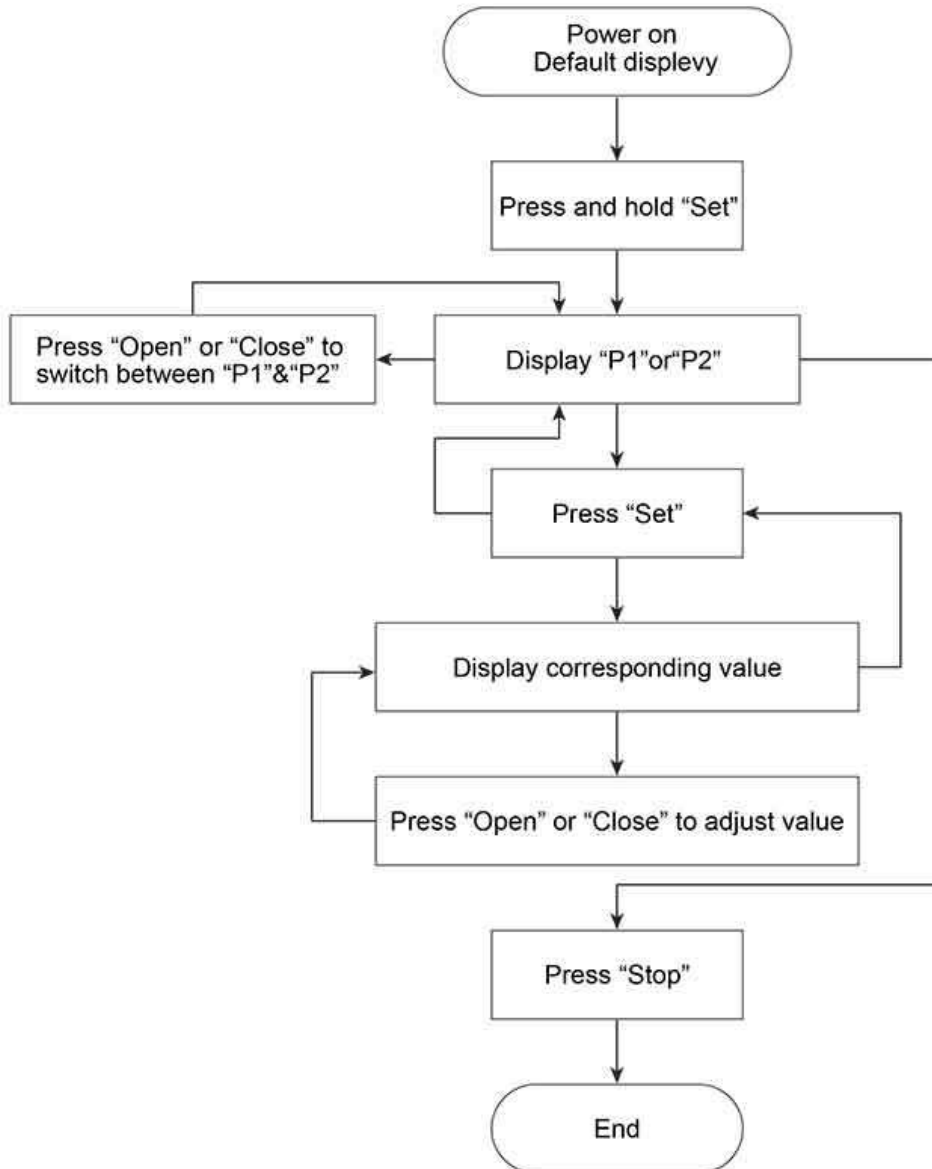 Power on
Default displevy
Press and hold “Set”
Press “Open” or “Close” to
switch between “P1”&“P2”
Display “P1”or“P2”
Press “Set”
Display corresponding value
Press “Open” or “Close” to adjust value
Press “Stop”
End